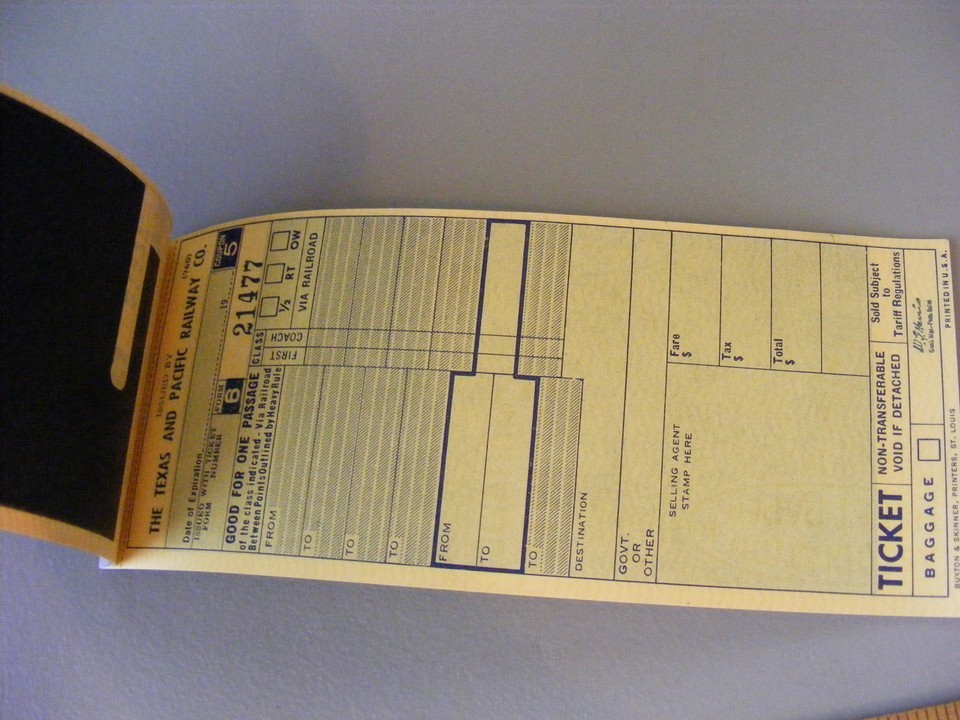 ISSUED BY (760)
THE TEXAS AND PACIFIC RAILWAY CO.
Date of Expiration 19
ISSUED WITH TICKET
FORM NUMBER
FORM 6
COUPON 5
21477
GOOD FOR ONE PASSAGE
of the class indicated - Via Railroad
Between Points Outlined by Heavy Rule
CLASS ½ RT OW
FROM FIRST COACH VIA RAILROAD
TO
TO
TO
FROM
TO
TO
DESTINATION
GOVT.
OR
OTHER
SELLING AGENT
STAMP HERE
Fare
$
Tax
$
Total
$
TICKET
NON-TRANSFERABLE
VOID IF DETACHED
Sold Subject
to
Tariff Regulations
BAGGAGE
BUXTON & SKINNER, PRINTERS, ST. LOUIS
PRINTED IN U.S.A.